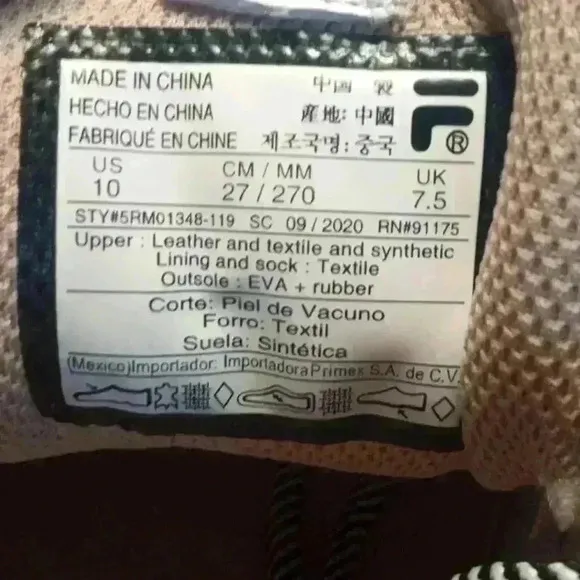 MADE IN CHINA 中國 製
HECHO EN CHINA 產地: 中國
FABRIQUÉ EN CHINE 제조국명: 중국
F®
US CM / MM UK
10 27 / 270 7.5
STY#5RM01348-119 SC 09 / 2020 RN#91175
Upper : Leather and textile and synthetic
Lining and sock : Textile
Outsole : EVA + rubber
Corte: Piel de Vacuno
Forro: Textil
Suela: Sintética
(Mexico)Importador: Importadora Primex S.A. de C.V.